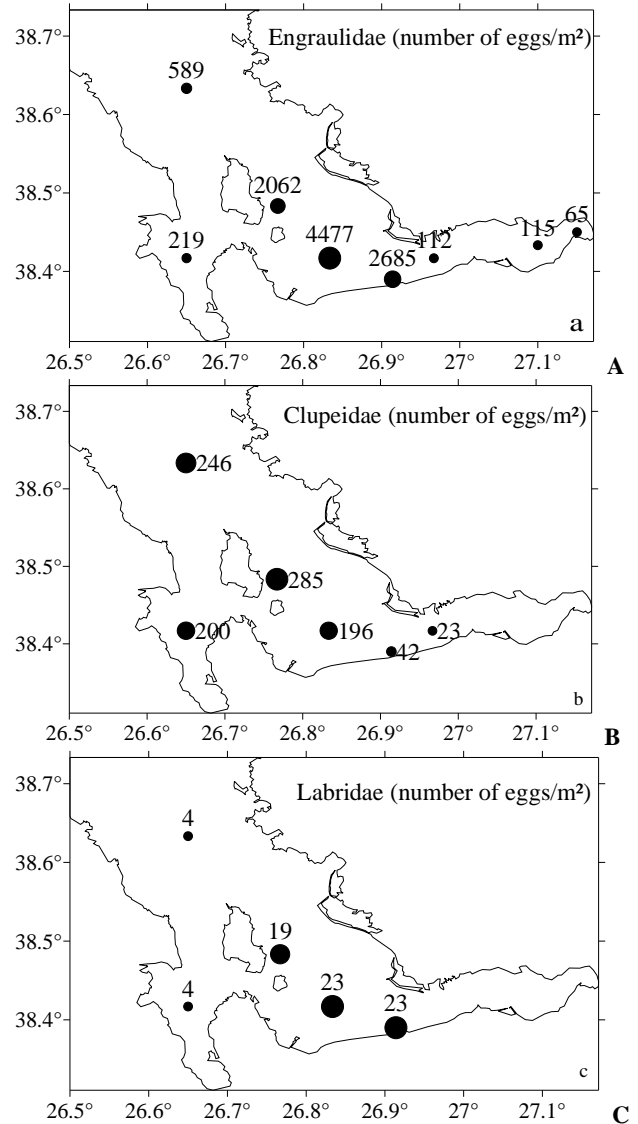 38.7°
Engraulidae (number of eggs/m²)
589
38.6°
38.5°
2062
4477
65
115
112
219
2685
38.4°
a
26.5° 26.6° 26.7° 26.8° 26.9° 27° 27.1°
A
38.7°
Clupeidae (number of eggs/m²)
246
38.6°
38.5°
285
200
196
23
38.4°
42
b
26.5° 26.6° 26.7° 26.8° 26.9° 27° 27.1°
B
38.7°
Labridae (number of eggs/m²)
4
38.6°
38.5°
19
4
23
23
38.4°
c
26.5° 26.6° 26.7° 26.8° 26.9° 27° 27.1°
C